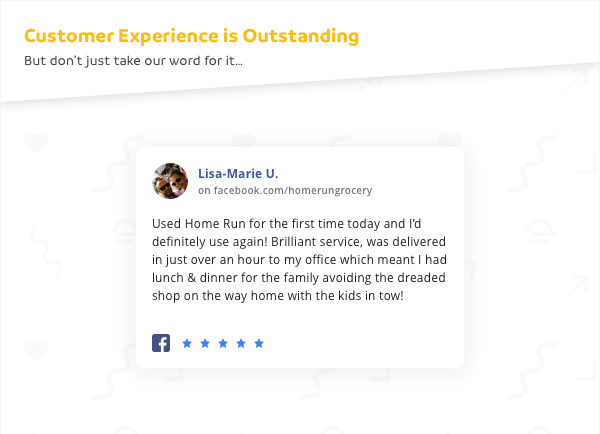 Customer Experience is Outstanding
But don't just take our word for it...
Lisa-Marie U.
on facebook.com/homerungrocery
Used Home Run for the first time today and I'd
definitely use again! Brilliant service, was delivered
in just over an hour to my office which meant I had
lunch & dinner for the family avoiding the dreaded
shop on the way home with the kids in tow!